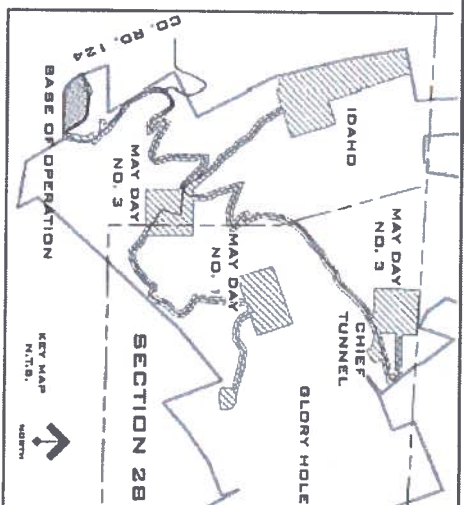 CO. RD. 124
BASE OF OPERATION
MAY DAY
NO. 3
IDAHO
MAY DAY
NO. 1
MAY DAY
NO. 3
CHIEF
TUNNEL
GLORY HOLE
SECTION 28
KEY MAP
N.T.S.
NORTH